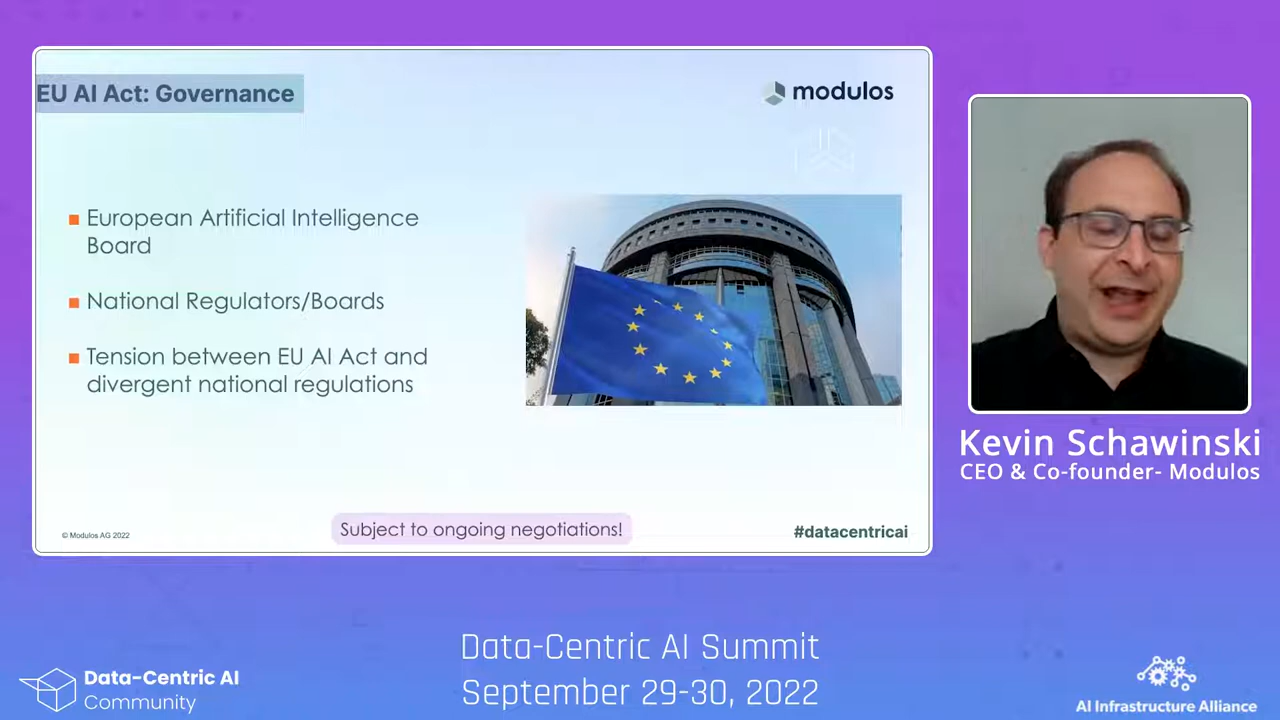 EU AI Act: Governance
modulos
European Artificial Intelligence
Board
National Regulators/Boards
Tension between EU AI Act and
divergent national regulations
© Modulos AG 2022
Subject to ongoing negotiations!
#datacentricai
Kevin Schawinski
CEO & Co-founder- Modulos
Data-Centric AI Summit
September 29-30, 2022
Data-Centric AI
Community
AI Infrastructure Alliance